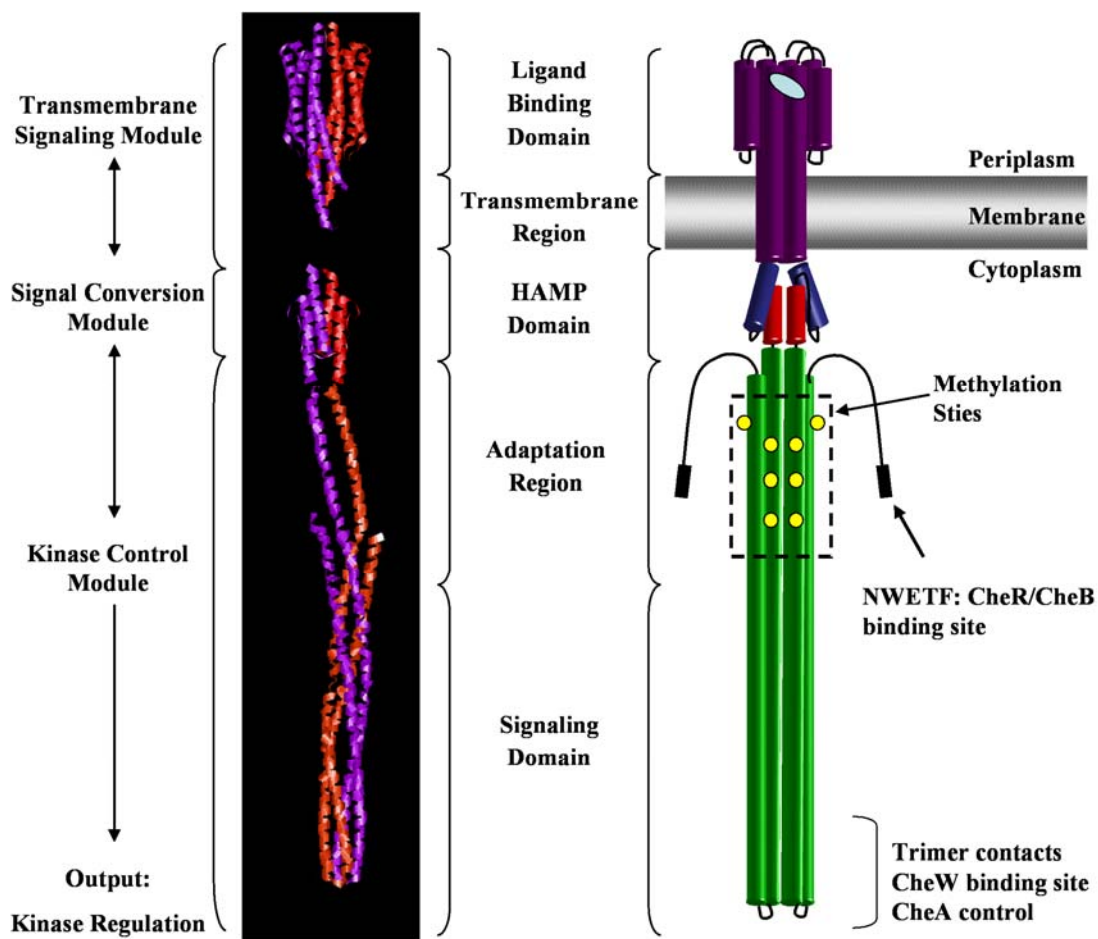 Transmembrane
Signaling Module
Signal Conversion
Module
Kinase Control
Module
Output:
Kinase Regulation
Ligand
Binding
Domain
Transmembrane
Region
HAMP
Domain
Adaptation
Region
Signaling
Domain
Periplasm
Membrane
Cytoplasm
Methylation
Sties
NWETF: CheR/CheB
binding site
Trimer contacts
CheW binding site
CheA control